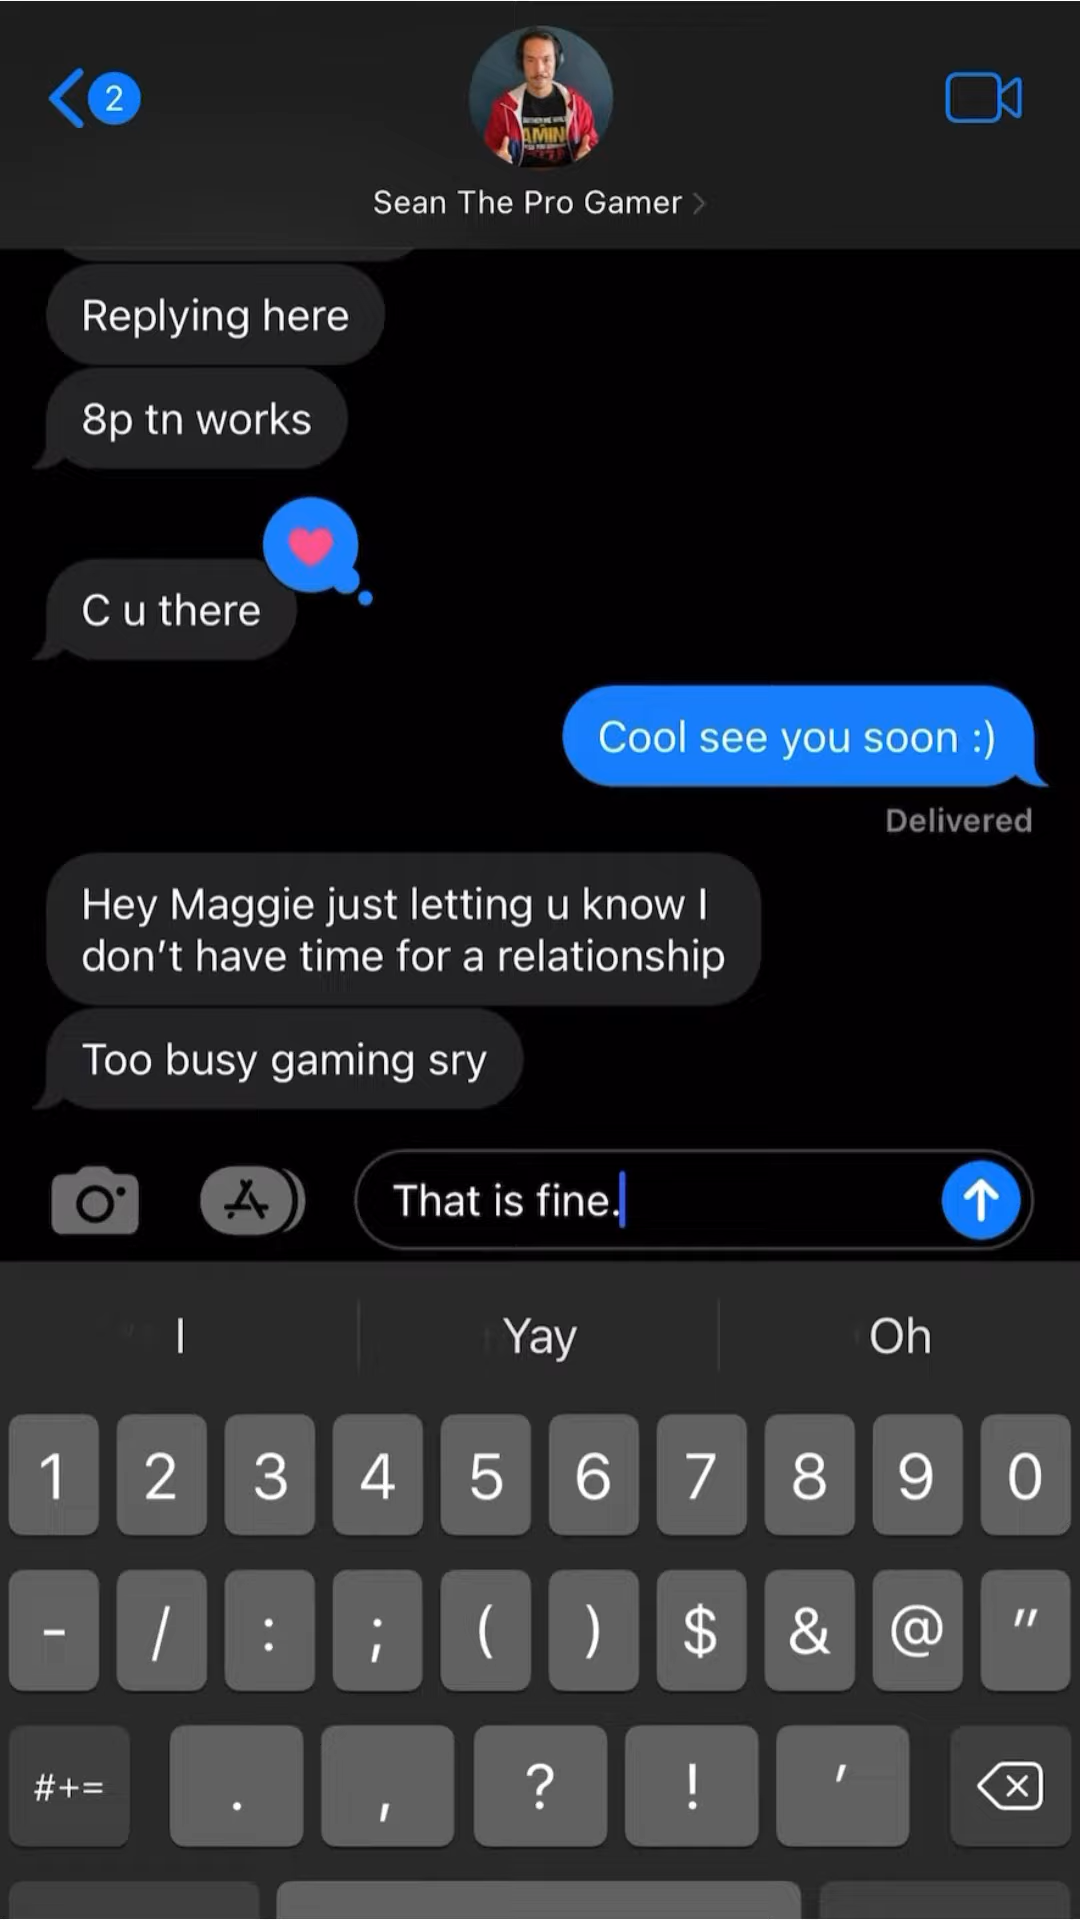 2
AMIN
Sean The Pro Gamer
Replying here
8p tn works
C u there
Cool see you soon :)
Delivered
Hey Maggie just letting u know I
don't have time for a relationship
Too busy gaming sry
That is fine.
I Yay Oh
1 2 3 4 5 6 7 8 9 0
- / : ; ( ) $ & @ "
#+= . , ? ! '